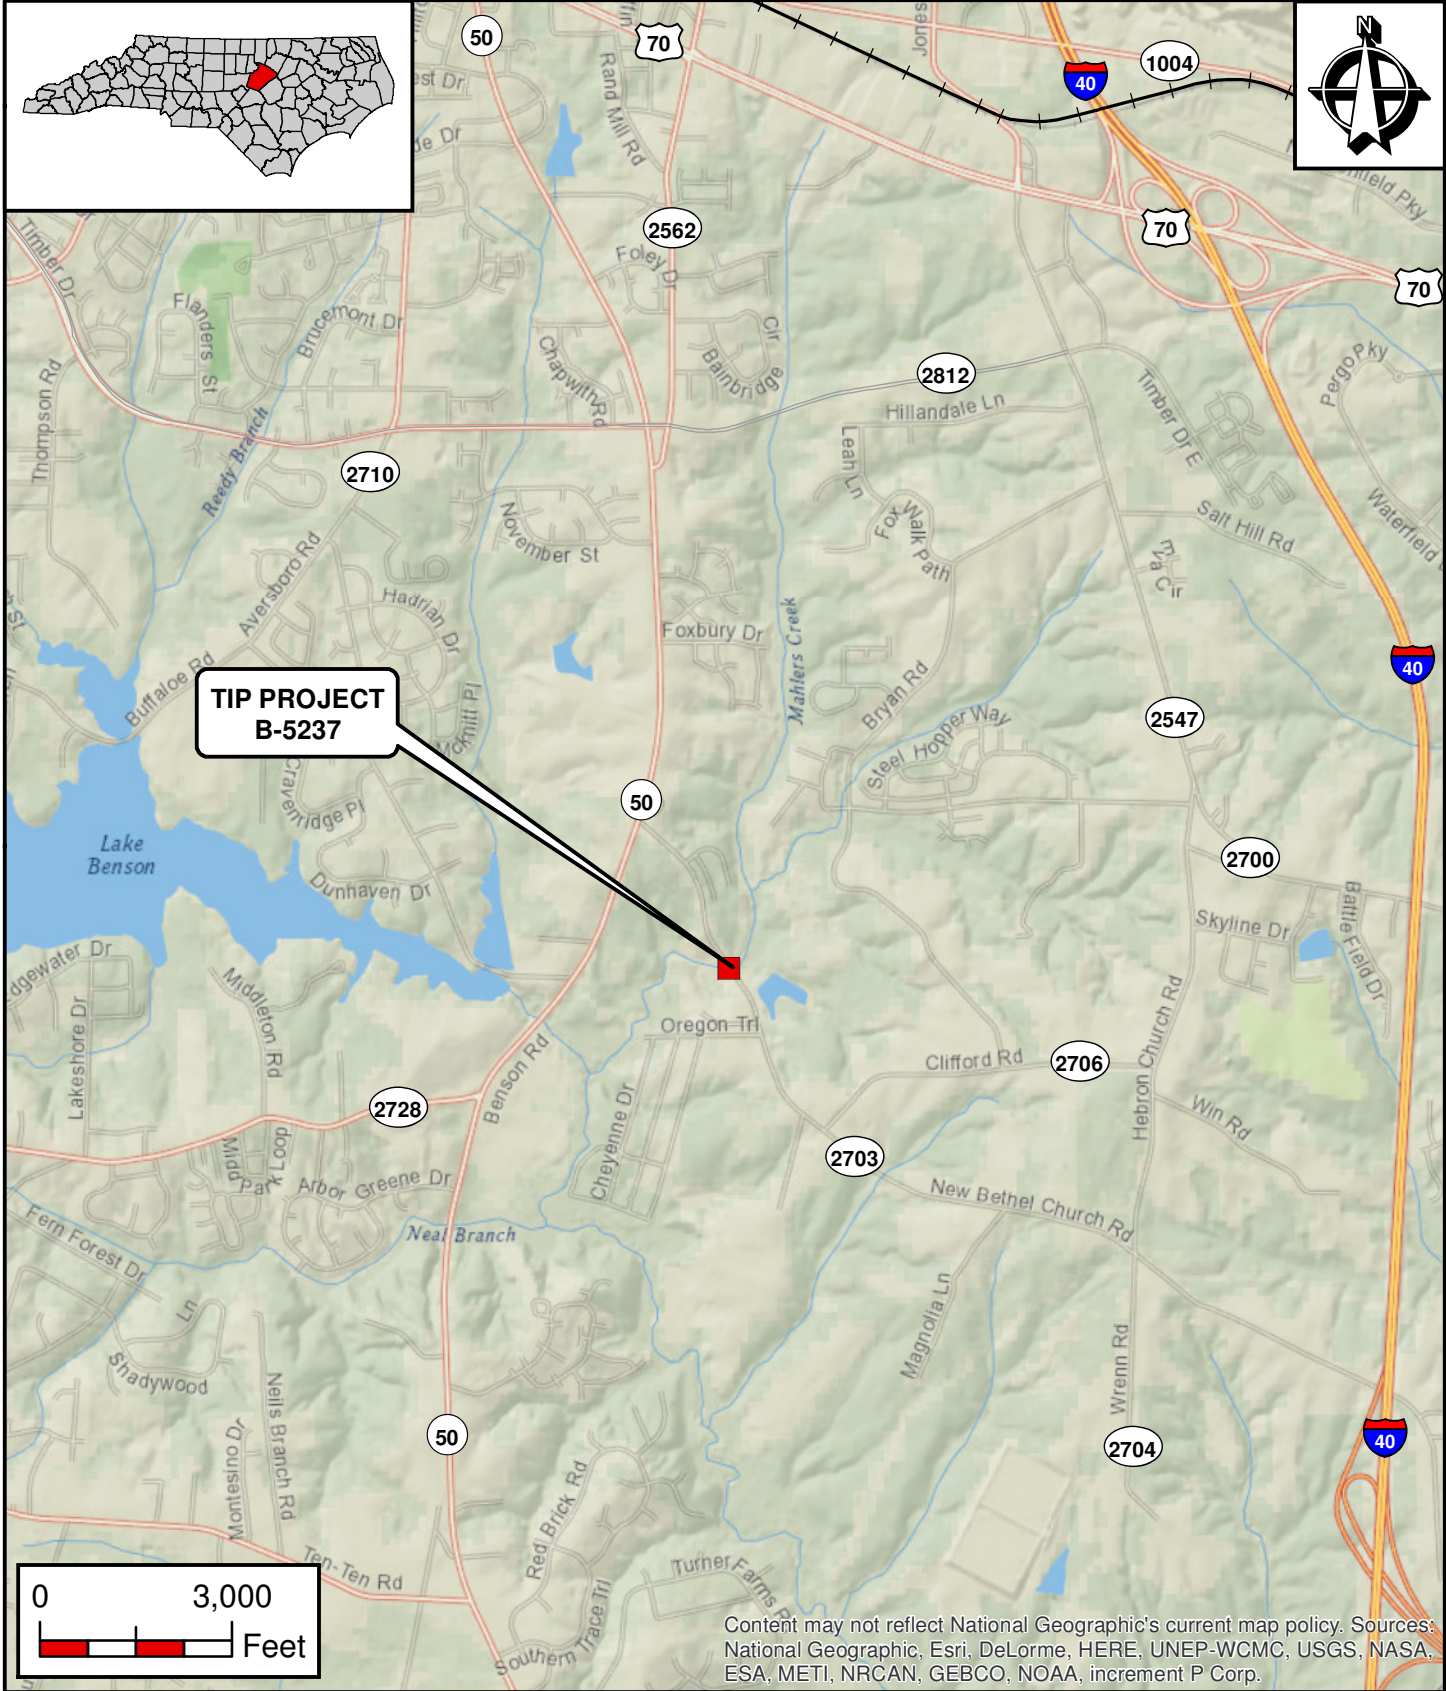 50
70
Jones
40
1004
N
est Dr
Rand Mill Rd
de Dr
nfield Pky
2562
70
70
Timber Dr
Foley Dr
Flanders St
Brucemont Dr
Cir
Bainbridge
Chapwith Rd
2812
Pergo Pky
Thompson Rd
Hillandale Ln
Timber Dr E
Reedy Branch
2710
Leah Ln
Fox Walk Path
Waterfield
November St
Salt Hill Rd
Aversboro Rd
Cir
Hadrian Dr
St
Foxbury Dr
Mahlers Creek
Buffaloe Rd
40
TIP PROJECT
B-5237
Bryan Rd
2547
Mcknitt Pl
Steel Hopper Way
Cravenridge Pl
50
Lake
Benson
2700
Dunhaven Dr
Battle Field Dr
Skyline Dr
dgewater Dr
Middleton Rd
Lakeshore Dr
Oregon Trl
Hebron Church Rd
Clifford Rd
2706
Benson Rd
2728
Cheyenne Dr
Win Rd
Midd
Park
Loop
2703
Arbor Greene Dr
New Bethel Church Rd
Fern Forest Dr
Neal Branch
Ln
Magnolia Ln
Shadywood
Wrenn Rd
Neils Branch Rd
Montesino Dr
50
2704
40
Red Brick Rd
Ten-Ten Rd
Turner Farms R
Southern Trace Trl
0 3,000
Feet
Content may not reflect National Geographic's current map policy. Sources:
National Geographic, Esri, DeLorme, HERE, UNEP-WCMC, USGS, NASA,
ESA, METI, NRCAN, GEBCO, NOAA, increment P Corp.